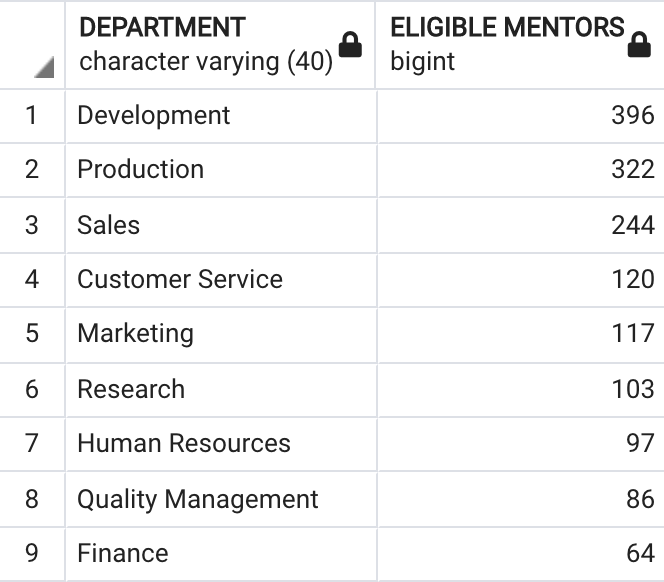 DEPARTMENT ELIGIBLE MENTORS
character varying (40) bigint
1 Development 396
2 Production 322
3 Sales 244
4 Customer Service 120
5 Marketing 117
6 Research 103
7 Human Resources 97
8 Quality Management 86
9 Finance 64